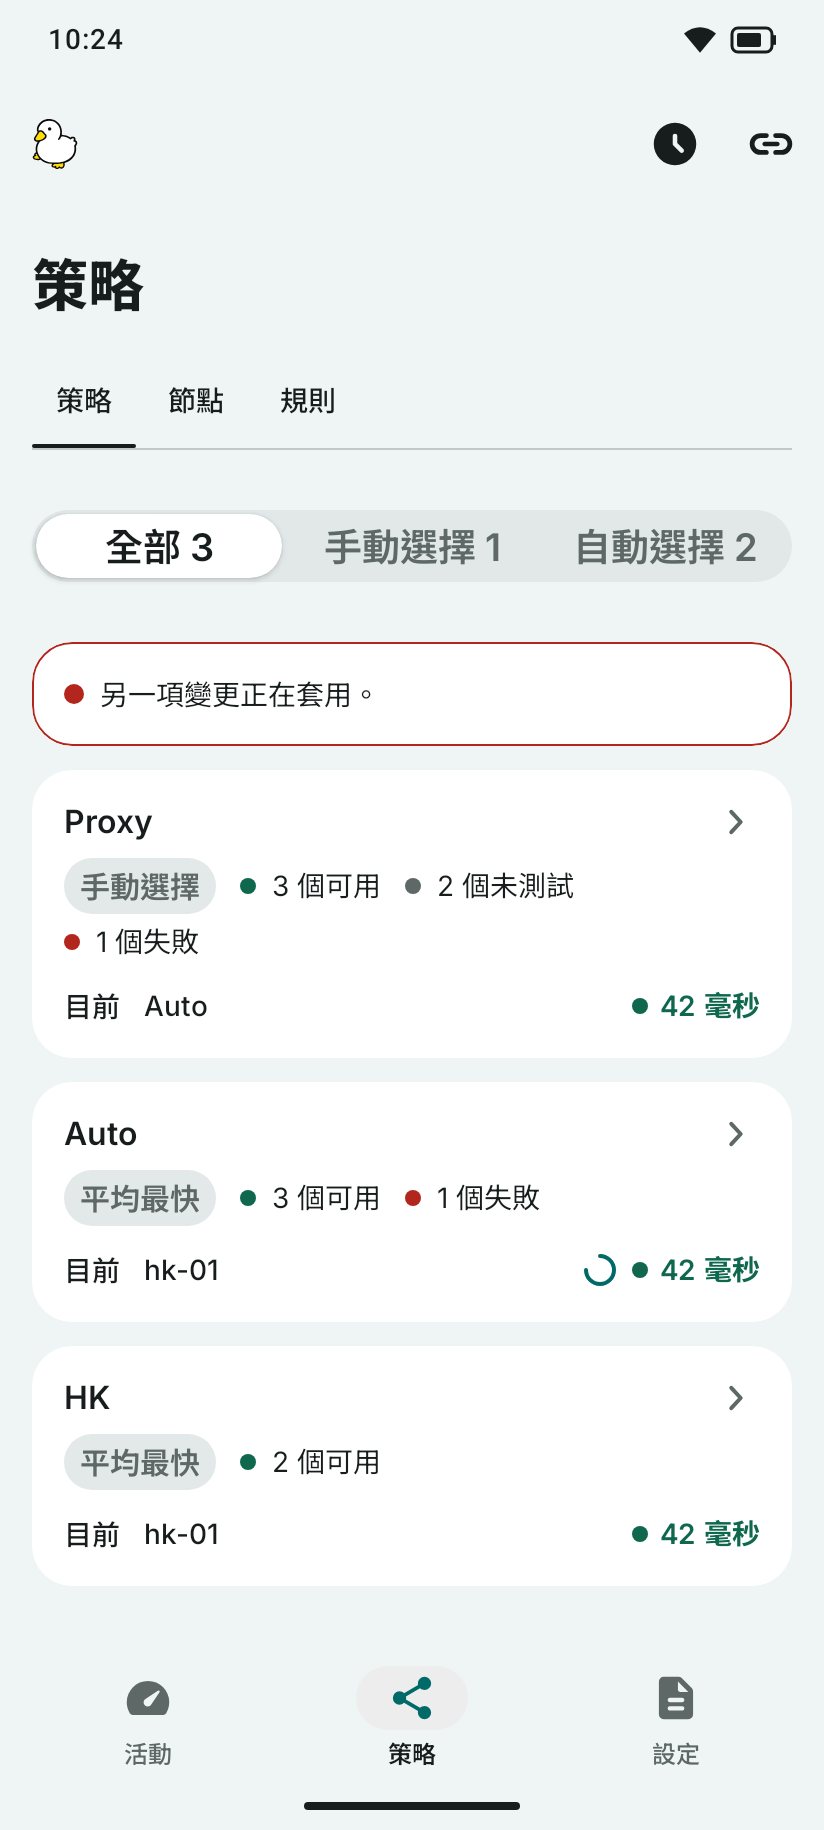 10:24
策略
策略 節點 規則
全部 3 手動選擇 1 自動選擇 2
另一項變更正在套用。
Proxy
手動選擇 3 個可用 2 個未測試
1 個失敗
目前 Auto 42 毫秒
Auto
平均最快 3 個可用 1 個失敗
目前 hk-01 42 毫秒
HK
平均最快 2 個可用
目前 hk-01 42 毫秒
活動 策略 設定